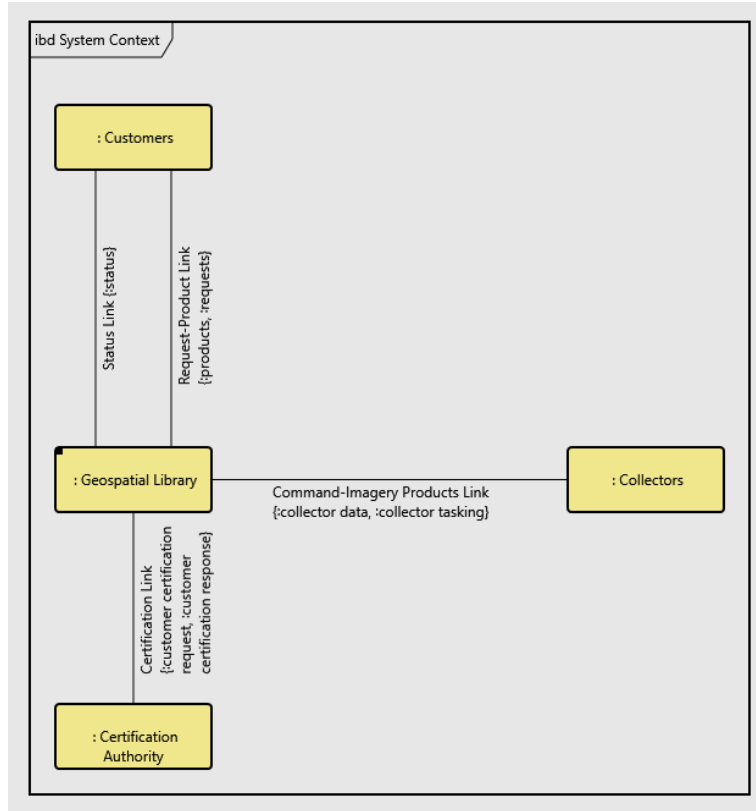 ibd System Context
: Customers
Status Link {:status}
Request-Product Link
{:products, :requests}
: Geospatial Library
Command-Imagery Products Link
{:collector data, :collector tasking}
: Collectors
Certification Link
{:customer certification
request, :customer
certification response}
: Certification
Authority